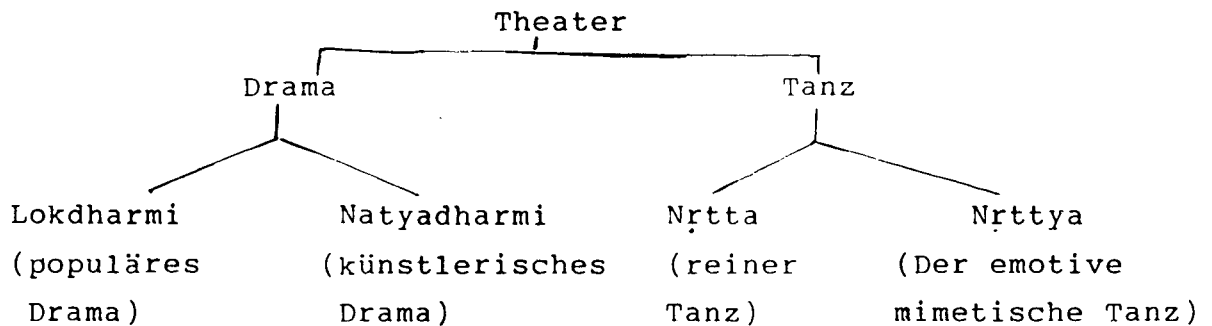 Theater
Drama Tanz
Lokdharmi Natyadharmi Nṛtta Nṛttya
(populäres (künstlerisches (reiner (Der emotive
Drama) Drama) Tanz) mimetische Tanz)